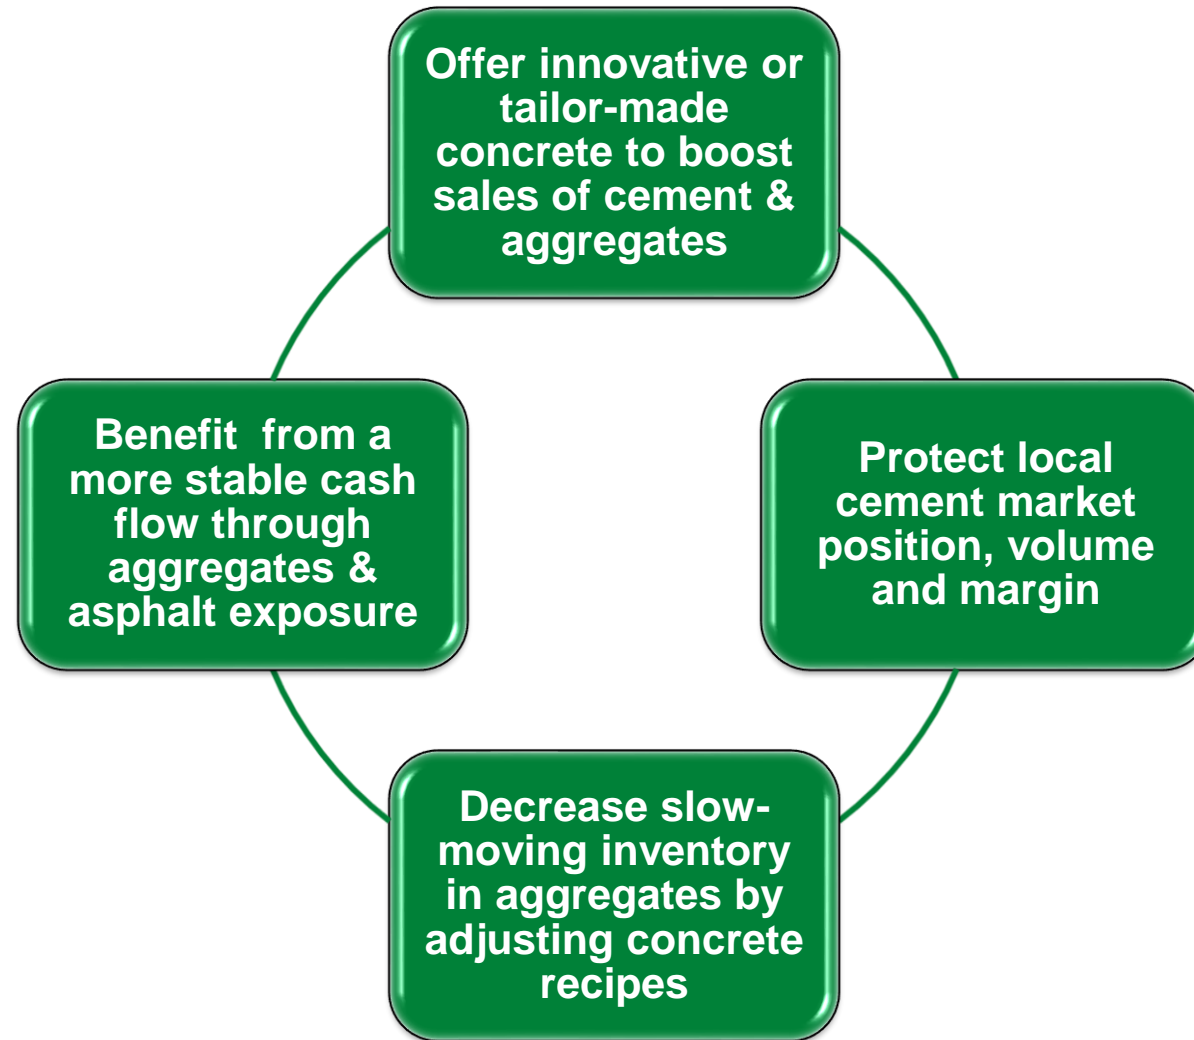 Offer innovative or
tailor-made
concrete to boost
sales of cement &
aggregates
Protect local
cement market
position, volume
and margin
Decrease slow-
moving inventory
in aggregates by
adjusting concrete
recipes
Benefit  from a
more stable cash
flow through
aggregates &
asphalt exposure